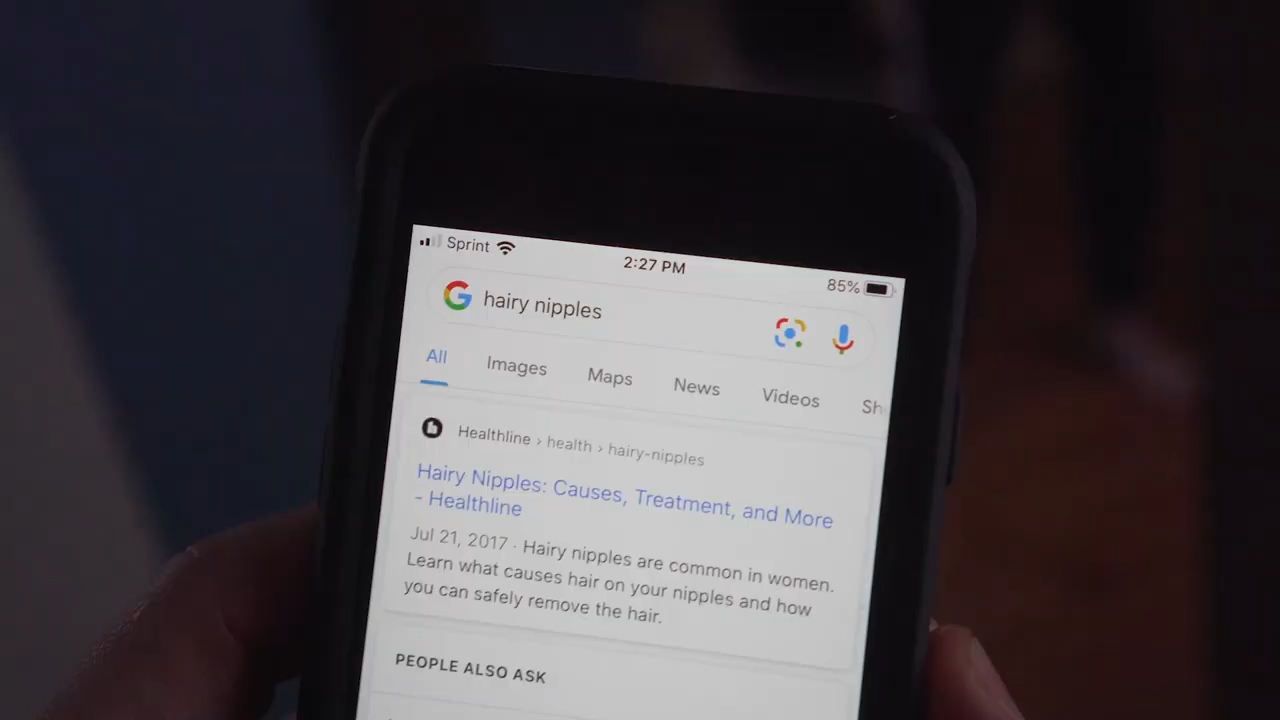 Sprint
2:27 PM
85%
hairy nipples
All Images Maps News Videos Sh
Healthline › health › hairy-nipples
Hairy Nipples: Causes, Treatment, and More
- Healthline
Jul 21, 2017 · Hairy nipples are common in women.
Learn what causes hair on your nipples and how
you can safely remove the hair.
PEOPLE ALSO ASK